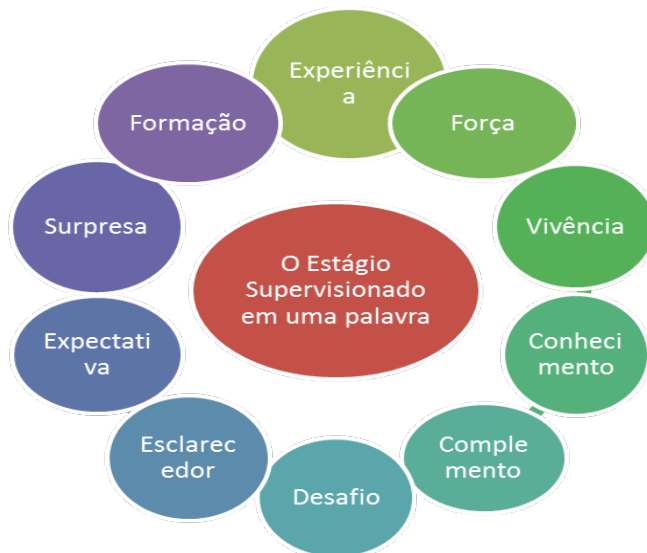 Experiênci
a
Força
Vivência
Conheci
mento
Comple
mento
Desafio
Esclarec
edor
Expectati
va
Surpresa
Formação
O Estágio
Supervisionado
em uma palavra